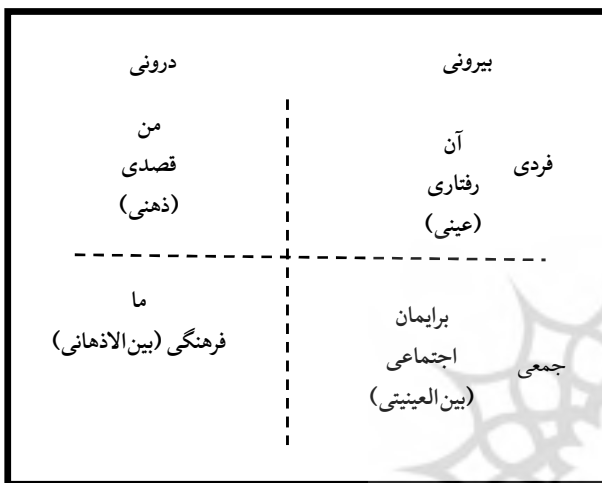 بیرونی
درونی
فردی
آن
رفتاری
(عینی)
من
قصدی
(ذهنی)
جمعی
برایمان
اجتماعی
(بین‌العینیتی)
ما
فرهنگی (بین‌الاذهانی)